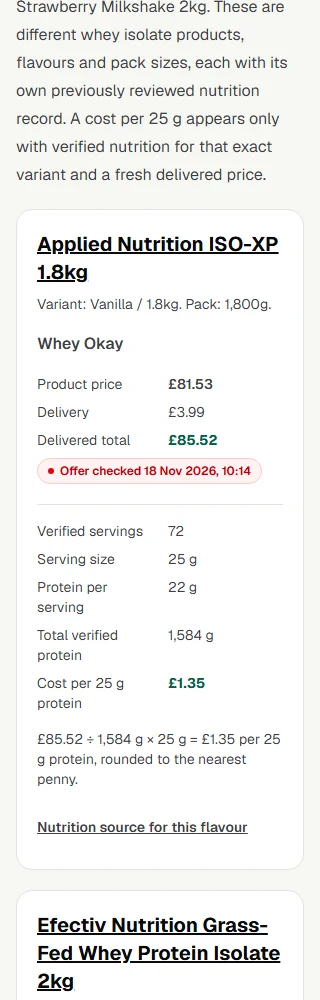 Strawberry Milkshake 2kg. These are
different whey isolate products,
flavours and pack sizes, each with its
own previously reviewed nutrition
record. A cost per 25 g appears only
with verified nutrition for that exact
variant and a fresh delivered price.
Applied Nutrition ISO-XP
1.8kg
Variant: Vanilla / 1.8kg. Pack: 1,800g.
Whey Okay
Product price £81.53
Delivery £3.99
Delivered total £85.52
Offer checked 18 Nov 2026, 10:14
Verified servings 72
Serving size 25 g
Protein per 22 g
serving
Total verified 1,584 g
protein
Cost per 25 g £1.35
protein
£85.52 ÷ 1,584 g × 25 g = £1.35 per 25
g protein, rounded to the nearest
penny.
Nutrition source for this flavour
Efectiv Nutrition Grass-
Fed Whey Protein Isolate
2kg